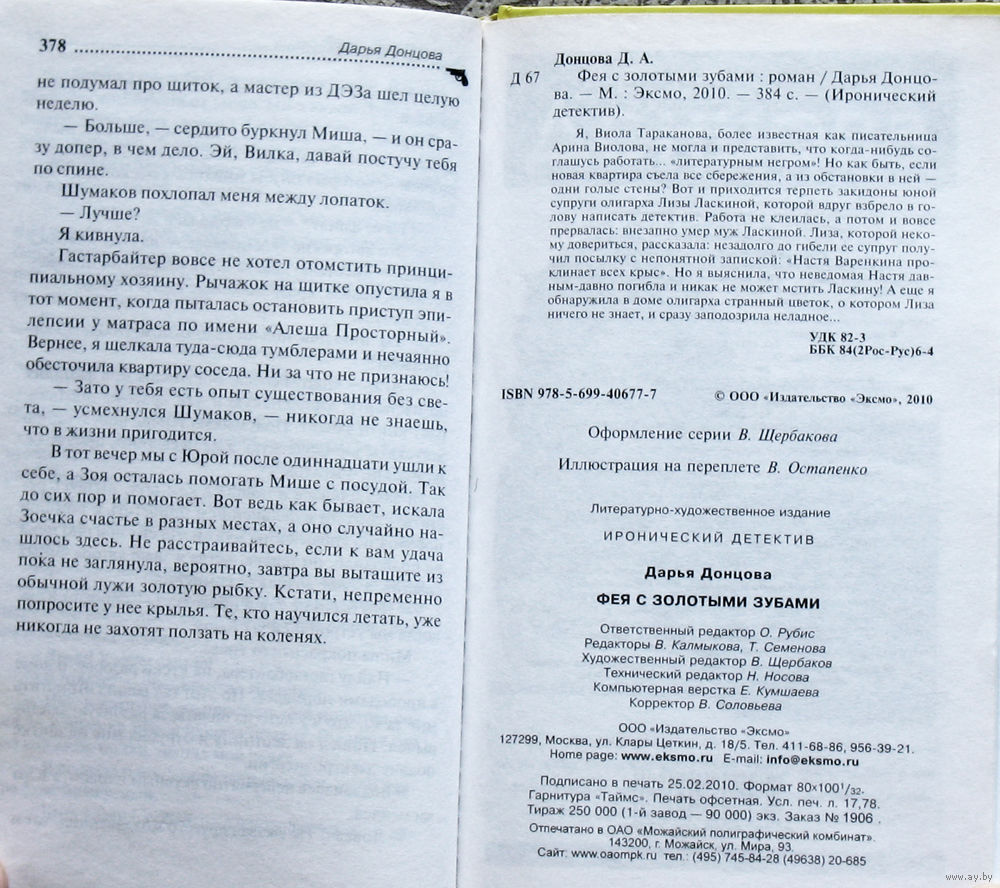 378 Дарья Донцова
не подумал про щиток, а мастер из ДЭЗа шел целую
неделю.
— Больше, — сердито буркнул Миша, — и он сра-
зу допер, в чем дело. Эй, Вилка, давай постучу тебя
по спине.
Шумаков похлопал меня между лопаток.
— Лучше?
Я кивнула.
Гастарбайтер вовсе не хотел отомстить принци-
пиальному хозяину. Рычажок на щитке опустила я в
тот момент, когда пыталась остановить приступ эпи-
лепсии у матраса по имени «Алеша Просторный».
Вернее, я щелкала туда-сюда тумблерами и нечаянно
обесточила квартиру соседа. Ни за что не признаюсь!
— Зато у тебя есть опыт существования без све-
та, — усмехнулся Шумаков, — никогда не знаешь,
что в жизни пригодится.
В тот вечер мы с Юрой после одиннадцати ушли к
себе, а Зоя осталась помогать Мише с посудой. Так
до сих пор и помогает. Вот ведь как бывает, искала
Зоечка счастье в разных местах, а оно случайно на-
шлось здесь. Не расстраивайтесь, если к вам удача
пока не заглянула, вероятно, завтра вы вытащите из
обычной лужи золотую рыбку. Кстати, непременно
попросите у нее крылья. Те, кто научился летать, уже
никогда не захотят ползать на коленях.
Донцова Д. А.
Д 67 Фея с золотыми зубами : роман / Дарья Донцо-
ва. — М. : Эксмо, 2010. — 384 с. — (Иронический
детектив).
Я, Виола Тараканова, более известная как писательница
Арина Виолова, не могла и представить, что когда-нибудь со-
глашусь работать... «литературным негром»! Но как быть, если
новая квартира съела все сбережения, а из обстановки в ней —
одни голые стены? Вот и приходится терпеть закидоны юной
супруги олигарха Лизы Ласкиной, которой вдруг взбрело в го-
лову написать детектив. Работа не клеилась, а потом и вовсе
прервалась: внезапно умер муж Ласкиной. Лиза, которой неко-
му довериться, рассказала: незадолго до гибели ее супруг полу-
чил посылку с непонятной запиской: «Настя Варенкина про-
клинает всех крыс». Но я выяснила, что неведомая Настя дав-
ным-давно погибла и никак не может мстить Ласкину! А еще я
обнаружила в доме олигарха странный цветок, о котором Лиза
ничего не знает, и сразу заподозрила неладное...
УДК 82-3
ББК 84(2Рос-Рус)6-4
ISBN 978-5-699-40677-7 © ООО «Издательство «Эксмо», 2010
Оформление серии В. Щербакова
Иллюстрация на переплете В. Остапенко
Литературно-художественное издание
ИРОНИЧЕСКИЙ ДЕТЕКТИВ
Дарья Донцова
ФЕЯ С ЗОЛОТЫМИ ЗУБАМИ
Ответственный редактор О. Рубис
Редакторы В. Калмыкова, Т. Семенова
Художественный редактор В. Щербаков
Технический редактор Н. Носова
Компьютерная верстка Е. Кумшаева
Корректор В. Соловьева
ООО «Издательство «Эксмо»
127299, Москва, ул. Клары Цеткин, д. 18/5. Тел. 411-68-86, 956-39-21.
Home page: www.eksmo.ru E-mail: info@eksmo.ru
Подписано в печать 25.02.2010. Формат 80×100 1/32.
Гарнитура «Таймс». Печать офсетная. Усл. печ. л. 17,78.
Тираж 250 000 (1-й завод — 90 000) экз. Заказ № 1906 .
Отпечатано в ОАО «Можайский полиграфический комбинат».
143200, г. Можайск, ул. Мира, 93.
Сайт: www.oaompk.ru тел.: (495) 745-84-28 (49638) 20-685
www.ay.by